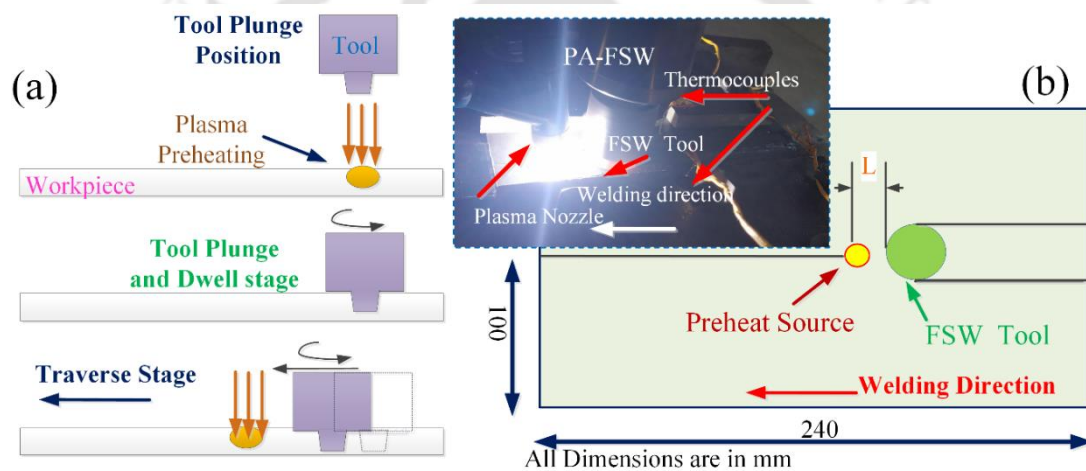 (a)
Tool Plunge
Position
Tool
Plasma
Preheating
Workpiece
Tool Plunge
and Dwell stage
Traverse Stage
PA-FSW
Thermocouples
FSW Tool
Welding direction
Plasma Nozzle
(b)
L
Preheat Source
FSW Tool
100
Welding Direction
240
All Dimensions are in mm